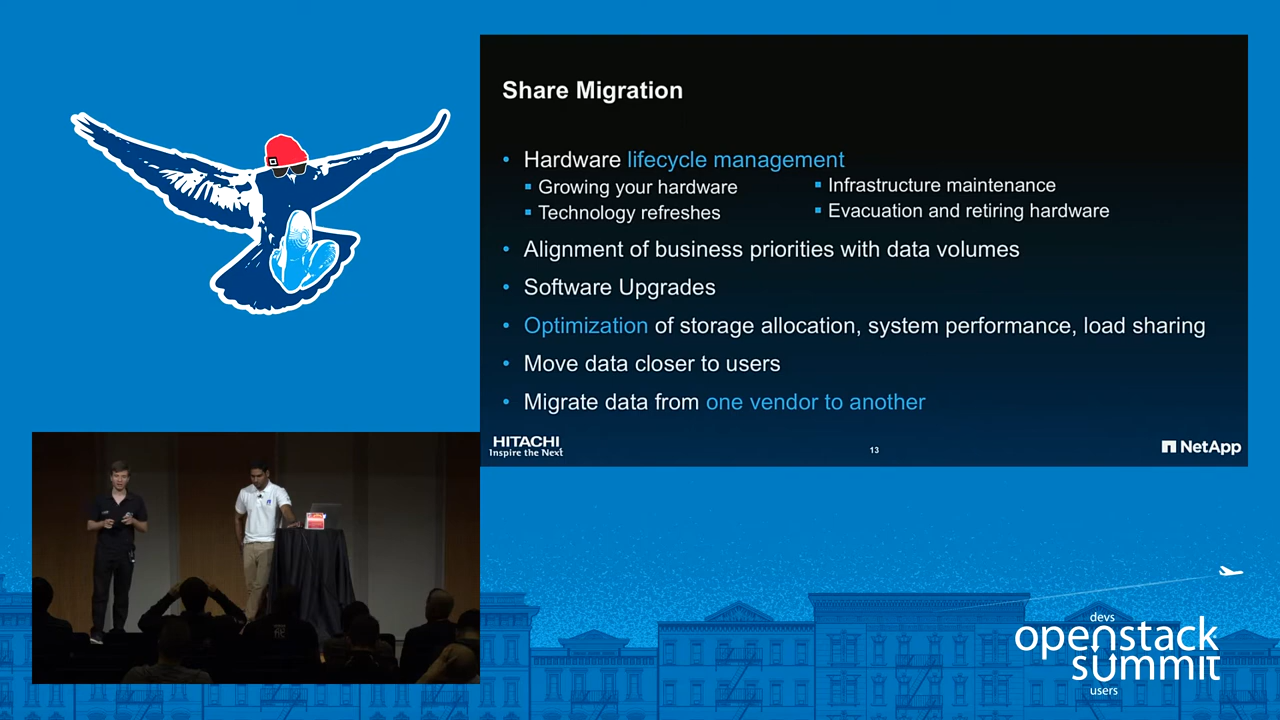 Share Migration
• Hardware lifecycle management
▪ Growing your hardware
▪ Technology refreshes
▪ Infrastructure maintenance
▪ Evacuation and retiring hardware
• Alignment of business priorities with data volumes
• Software Upgrades
• Optimization of storage allocation, system performance, load sharing
• Move data closer to users
• Migrate data from one vendor to another
HITACHI
Inspire the Next
13
NetApp
devs
openstack
summit
users